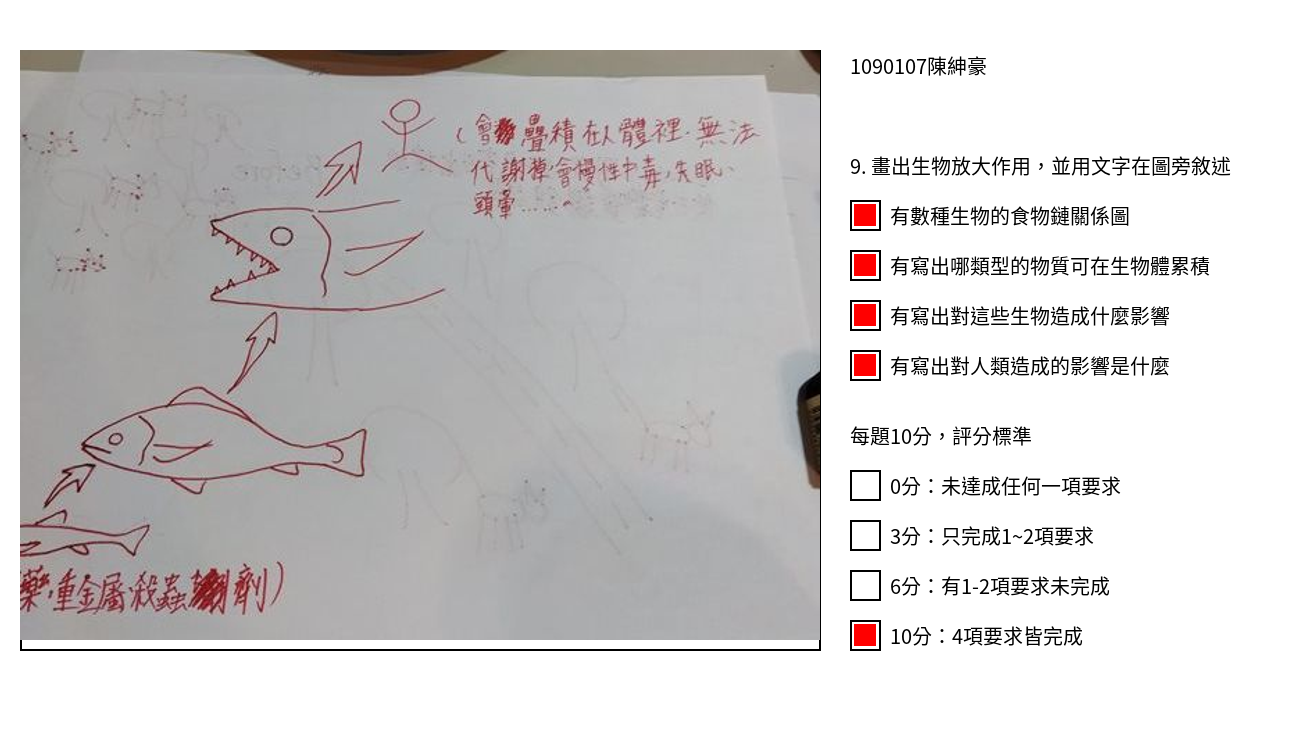 (會疊積在人體裡.無法
代謝掉,會慢性中毒,失眠、
頭暈……。
藥,重金屬,殺蟲劑)
1090107陳紳豪
9. 畫出生物放大作用，並用文字在圖旁敘述
有數種生物的食物鏈關係圖
有寫出哪類型的物質可在生物體累積
有寫出對這些生物造成什麼影響
有寫出對人類造成的影響是什麼
每題10分，評分標準
0分：未達成任何一項要求
3分：只完成1~2項要求
6分：有1-2項要求未完成
10分：4項要求皆完成